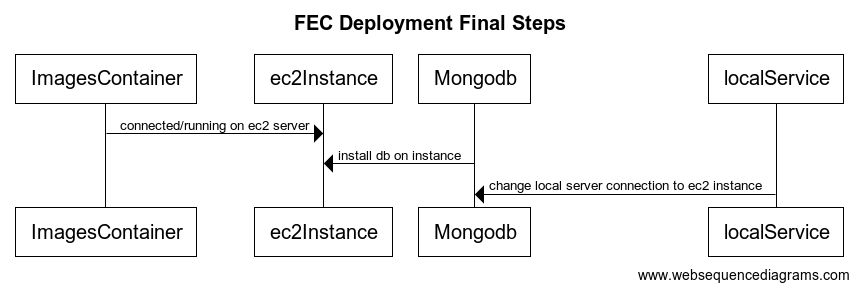 FEC Deployment Final Steps
ImagesContainer
ec2Instance
Mongodb
localService
connected/running on ec2 server
install db on instance
change local server connection to ec2 instance
ImagesContainer
ec2Instance
Mongodb
localService
www.websequencediagrams.com